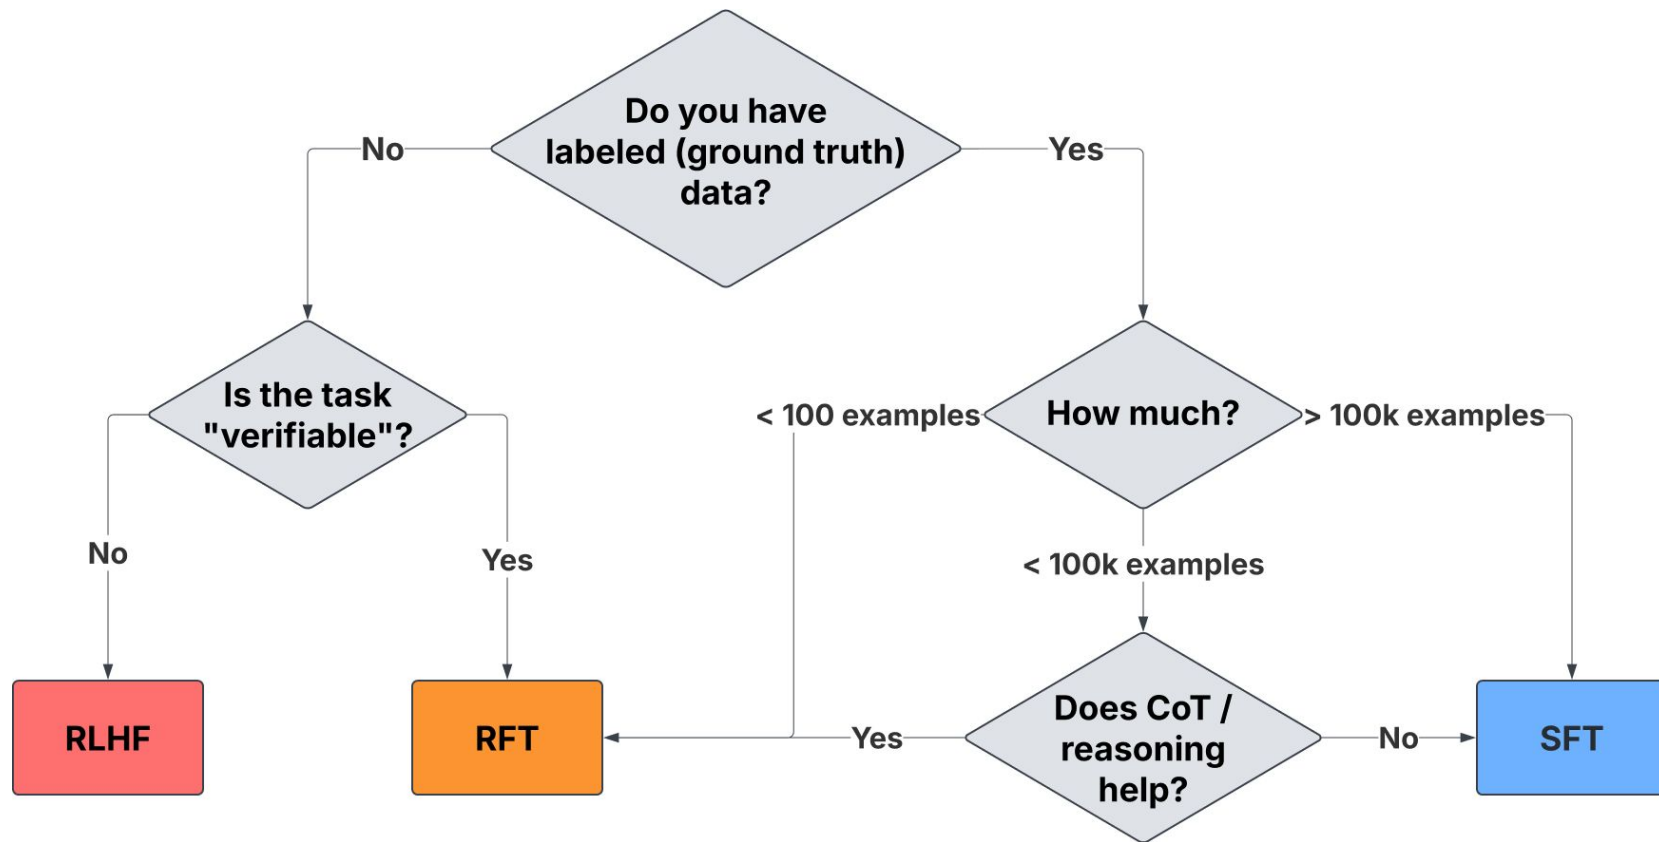 Do you have
labeled (ground truth)
data?
No
Yes
Is the task
"verifiable"?
< 100 examples
How much?
> 100k examples
No
Yes
< 100k examples
RLHF
RFT
Yes
Does CoT /
reasoning
help?
No
SFT